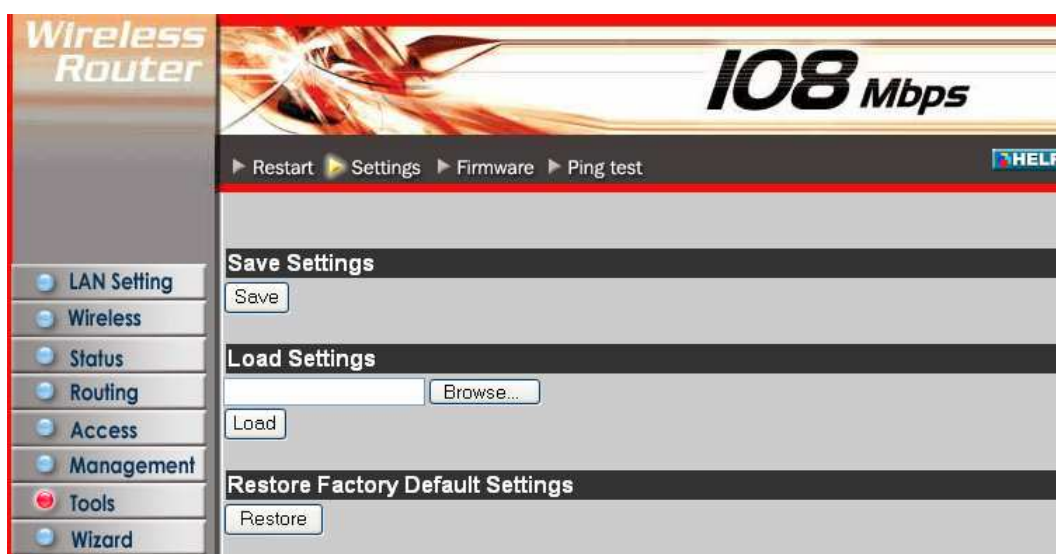 Wireless
Router
108 Mbps
Restart Settings Firmware Ping test
HELP
LAN Setting
Wireless
Status
Routing
Access
Management
Tools
Wizard
Save Settings
Save
Load Settings
Browse...
Load
Restore Factory Default Settings
Restore